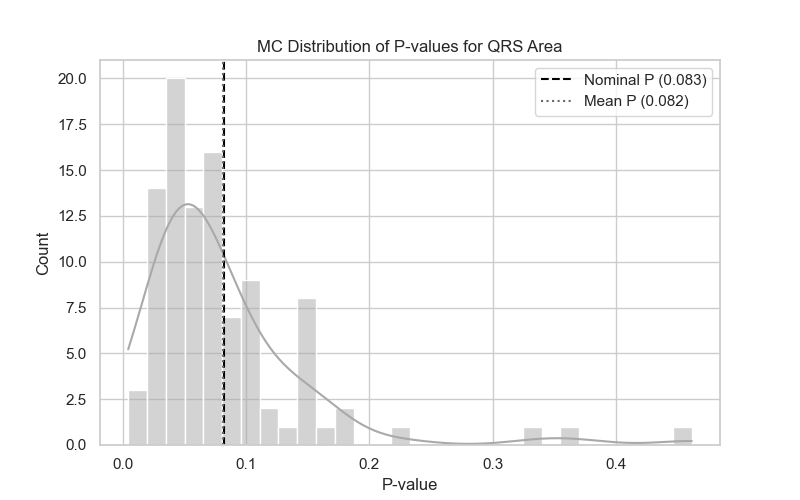 MC Distribution of P-values for QRS Area
Nominal P (0.083)
Mean P (0.082)
20.0
17.5
15.0
12.5
10.0
7.5
5.0
2.5
0.0
Count
0.0 0.1 0.2 0.3 0.4
P-value